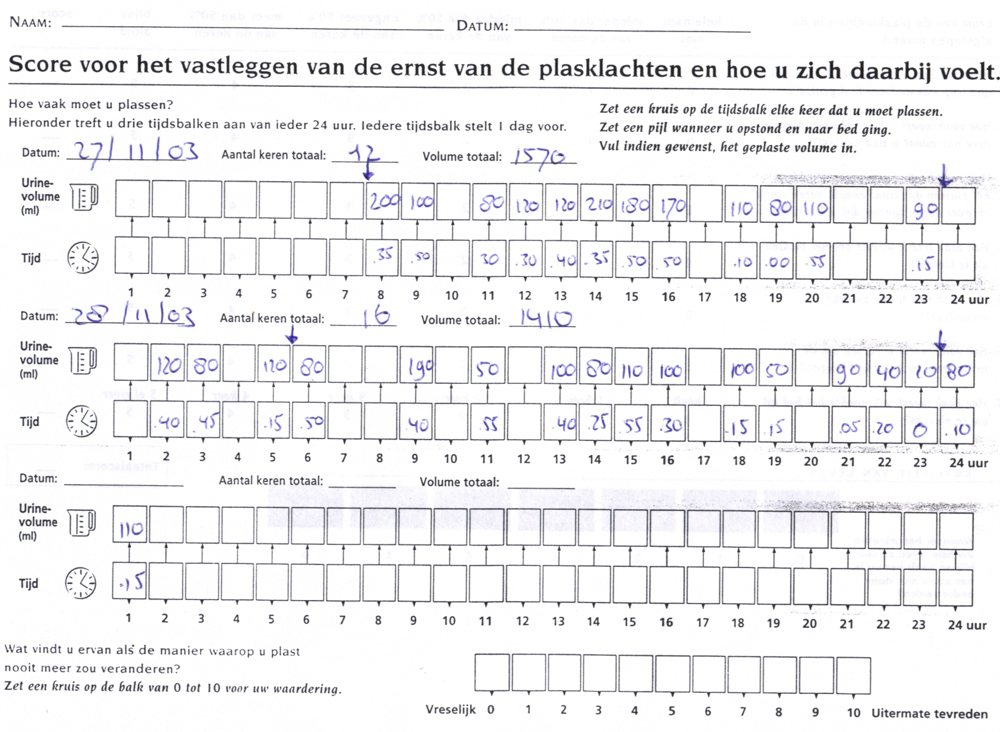 NAAM: DATUM:
Score voor het vastleggen van de ernst van de plasklachten en hoe u zich daarbij voelt.
Hoe vaak moet u plassen?
Hieronder treft u drie tijdsbalken aan van ieder 24 uur. Iedere tijdsbalk stelt 1 dag voor.
Zet een kruis op de tijdsbalk elke keer dat u moet plassen.
Zet een pijl wanneer u opstond en naar bed ging.
Vul indien gewenst, het geplaste volume in.
Datum: 27/11/03 Aantal keren totaal: 12 Volume totaal: 1570
Urine-
volume
(ml)
200 100 80 120 120 210 180 170 110 80 110 90
Tijd .35 .50 30 .30 .40 .35 .50 .50 .10 .00 .55 .15
1 2 3 4 5 6 7 8 9 10 11 12 13 14 15 16 17 18 19 20 21 22 23 24 uur
Datum: 28/11/03 Aantal keren totaal: 16 Volume totaal: 1410
Urine-
volume
(ml)
120 80 120 80 190 50 100 80 110 100 100 50 90 40 10 80
Tijd .40 .45 .15 .50 .40 .55 .40 .25 .55 .30 .15 .15 .05 .20 0 .10
1 2 3 4 5 6 7 8 9 10 11 12 13 14 15 16 17 18 19 20 21 22 23 24 uur
Datum: Aantal keren totaal: Volume totaal:
Urine-
volume
(ml)
110
Tijd .15
1 2 3 4 5 6 7 8 9 10 11 12 13 14 15 16 17 18 19 20 21 22 23 24 uur
Wat vindt u ervan als de manier waarop u plast
nooit meer zou veranderen?
Zet een kruis op de balk van 0 tot 10 voor uw waardering.
Vreselijk 0 1 2 3 4 5 6 7 8 9 10 Uitermate tevreden